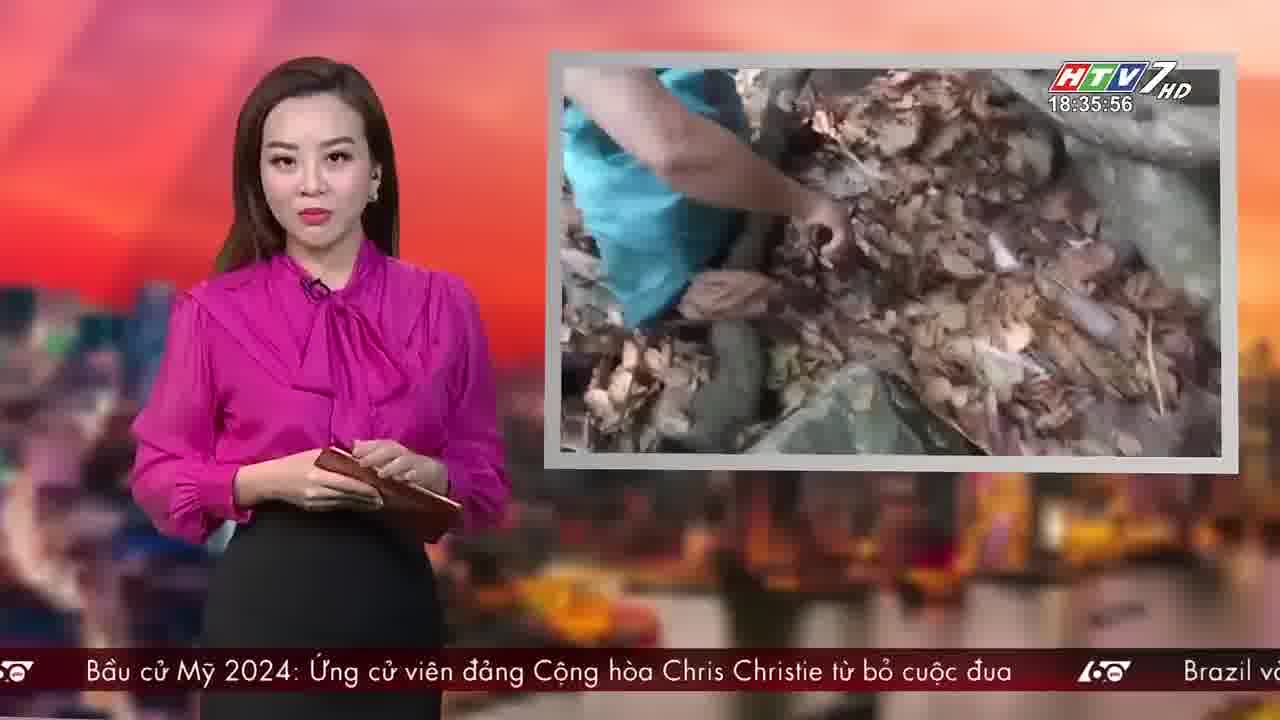 HTV7
HD
18:35:56
Bầu cử Mỹ 2024: Ứng cử viên đảng Cộng hòa Chris Christie từ bỏ cuộc đua
60
Brazil